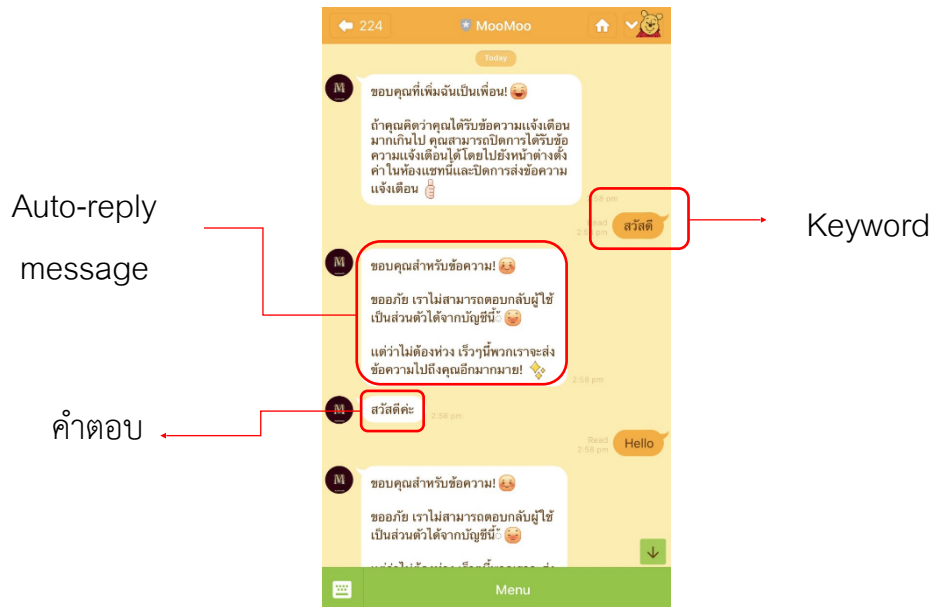 224 MooMoo
Today
M
ขอบคุณที่เพิ่มฉันเป็นเพื่อน!
ถ้าคุณคิดว่าคุณได้รับข้อความแจ้งเตือน
มากเกินไป คุณสามารถปิดการได้รับข้อ
ความแจ้งเตือนได้โดยไปยังหน้าต่างตั้ง
ค่าในห้องแชทนี้และปิดการส่งข้อความ
แจ้งเตือน
2:58 pm
Read
2:58 pm
สวัสดี
Keyword
Auto-reply
message
M
ขอบคุณสำหรับข้อความ!
ขออภัย เราไม่สามารถตอบกลับผู้ใช้
เป็นส่วนตัวได้จากบัญชีนี้
แต่ว่าไม่ต้องห่วง เร็วๆนี้พวกเราจะส่ง
ข้อความไปถึงคุณอีกมากมาย!
2:58 pm
M
สวัสดีค่ะ
2:58 pm
คำตอบ
Read
2:58 pm
Hello
M
ขอบคุณสำหรับข้อความ!
ขออภัย เราไม่สามารถตอบกลับผู้ใช้
เป็นส่วนตัวได้จากบัญชีนี้
Menu